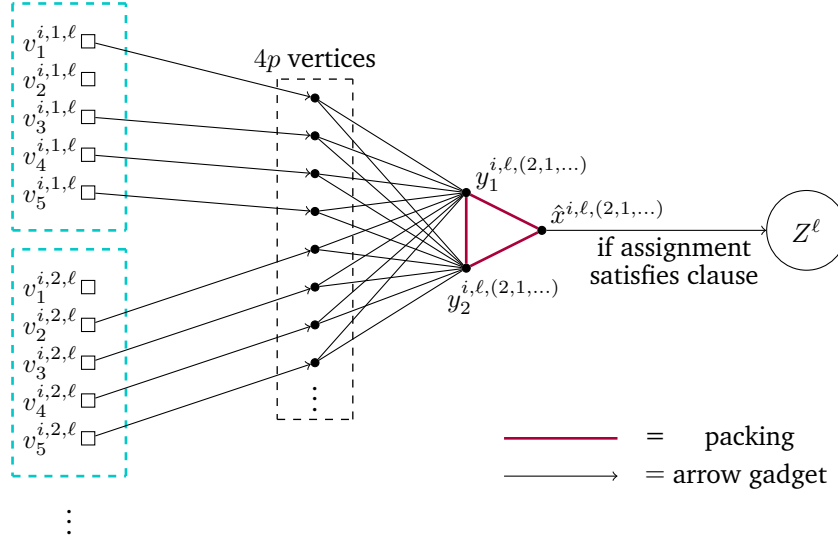 v_1^{i,1,ℓ}
v_2^{i,1,ℓ}
v_3^{i,1,ℓ}
v_4^{i,1,ℓ}
v_5^{i,1,ℓ}
v_1^{i,2,ℓ}
v_2^{i,2,ℓ}
v_3^{i,2,ℓ}
v_4^{i,2,ℓ}
v_5^{i,2,ℓ}
⋮
4p vertices
⋮
y_1^{i,ℓ,(2,1,...)}
y_2^{i,ℓ,(2,1,...)}
x̂^{i,ℓ,(2,1,...)}
if assignment
satisfies clause
Z^ℓ
= packing
= arrow gadget